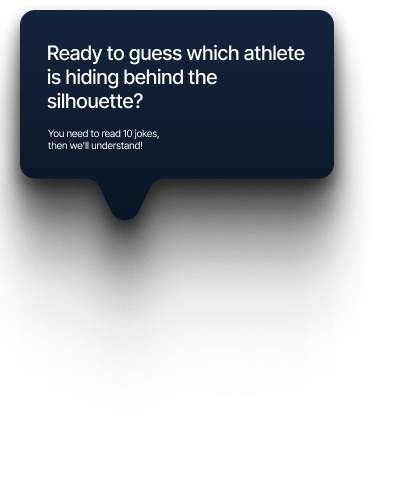 Ready to guess which athlete
is hiding behind the
silhouette?
You need to read 10 jokes,
then we'll understand!